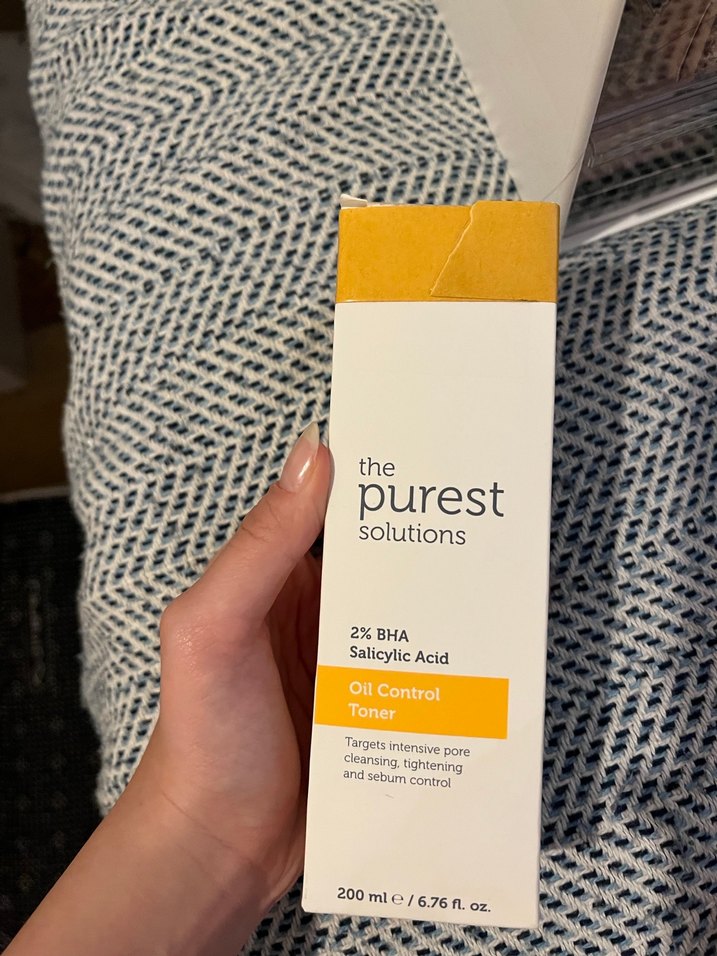 the
purest
solutions
2% BHA
Salicylic Acid
Oil Control
Toner
Targets intensive pore
cleansing, tightening
and sebum control
200 ml ℮ / 6.76 fl. oz.